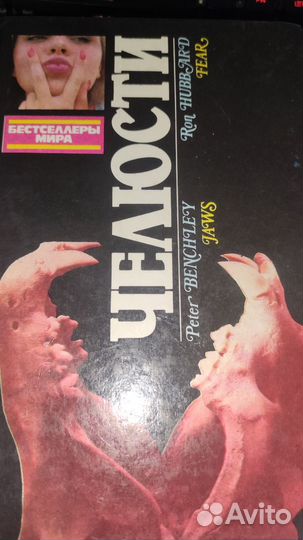 БЕСТСЕЛЛЕРЫ
МИРА
ЧЕЛЮСТИ
Peter BENCHLEY
JAWS
Ron HUBBARD
FEAR
Avito